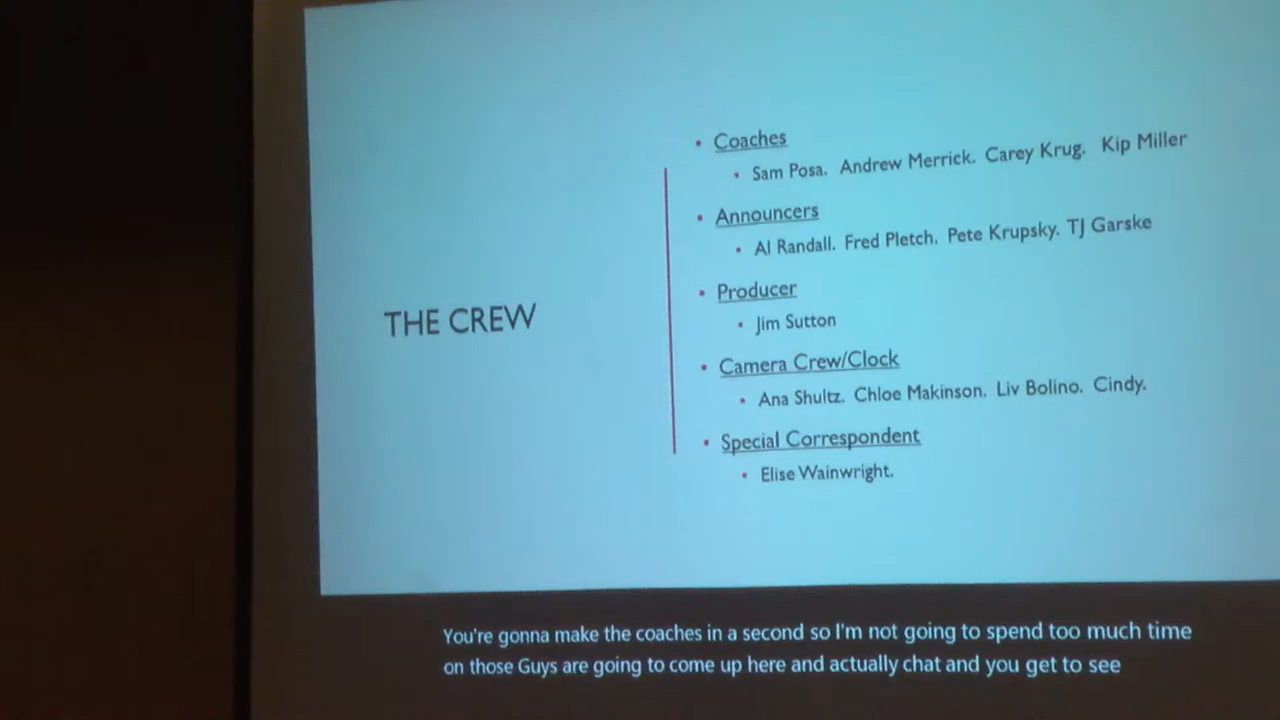 THE CREW
• Coaches
• Sam Posa. Andrew Merrick. Carey Krug. Kip Miller
• Announcers
• Al Randall. Fred Pletch. Pete Krupsky. TJ Garske
• Producer
• Jim Sutton
• Camera Crew/Clock
• Ana Shultz. Chloe Makinson. Liv Bolino. Cindy.
• Special Correspondent
• Elise Wainwright.
You're gonna make the coaches in a second so I'm not going to spend too much time
on those Guys are going to come up here and actually chat and you get to see